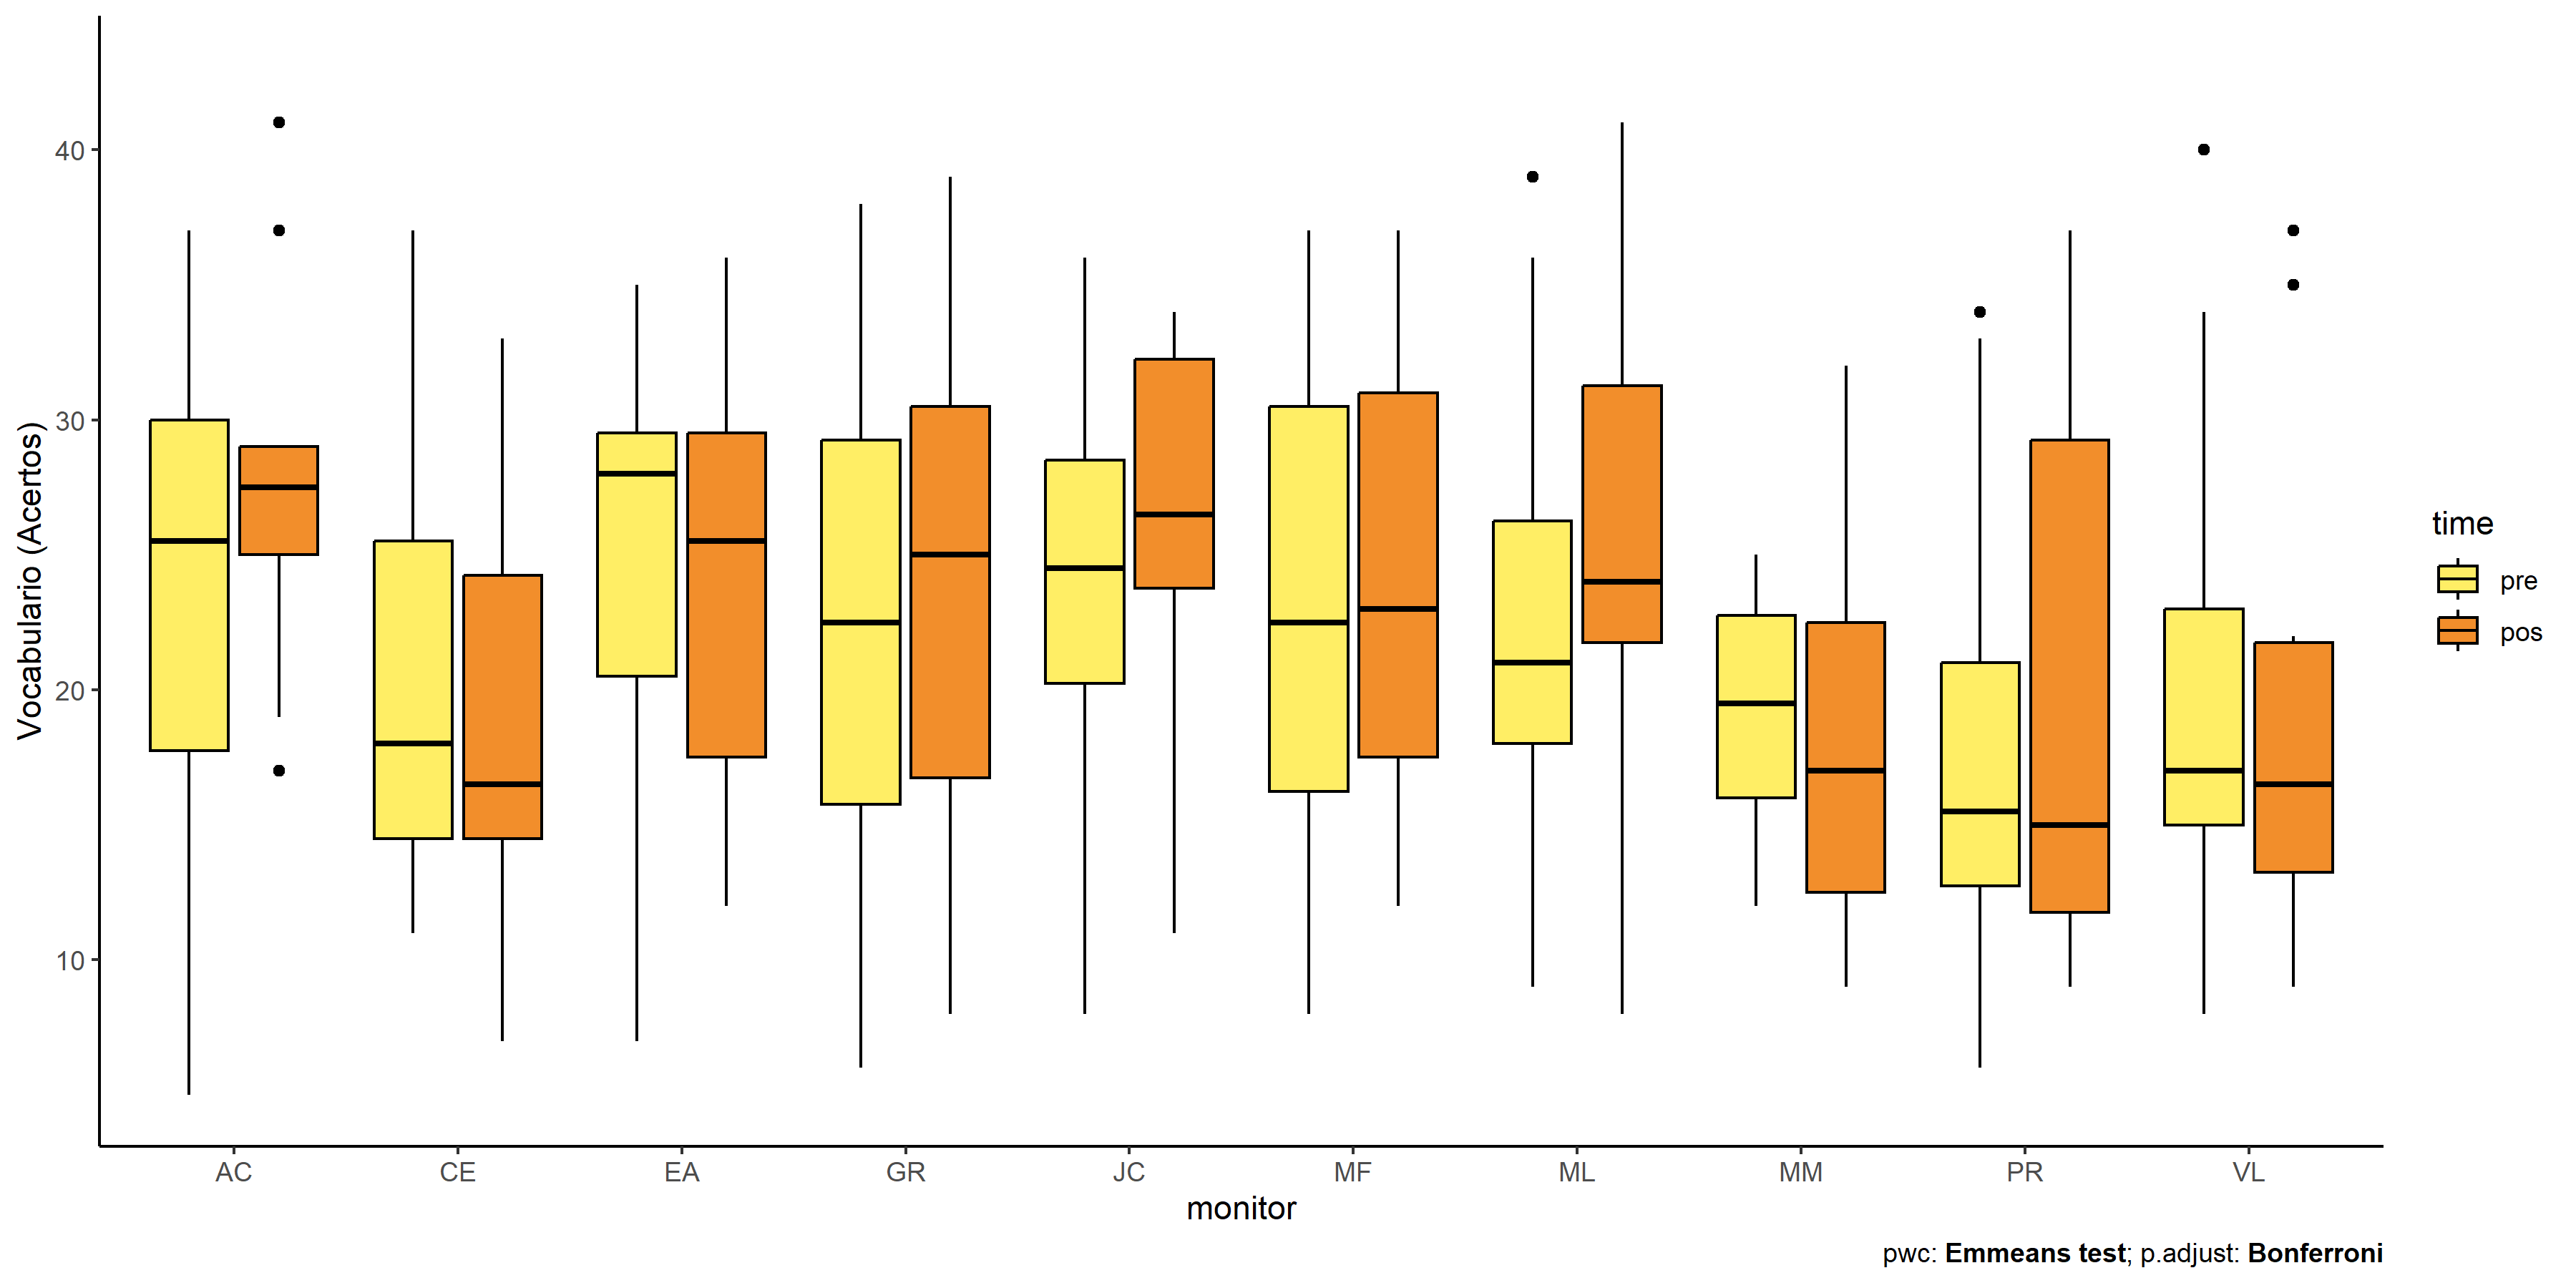 Vocabulario (Acertos)
40
30
20
10
AC CE EA GR JC MF ML MM PR VL
monitor
time
pre
pos
pwc: Emmeans test; p.adjust: Bonferroni